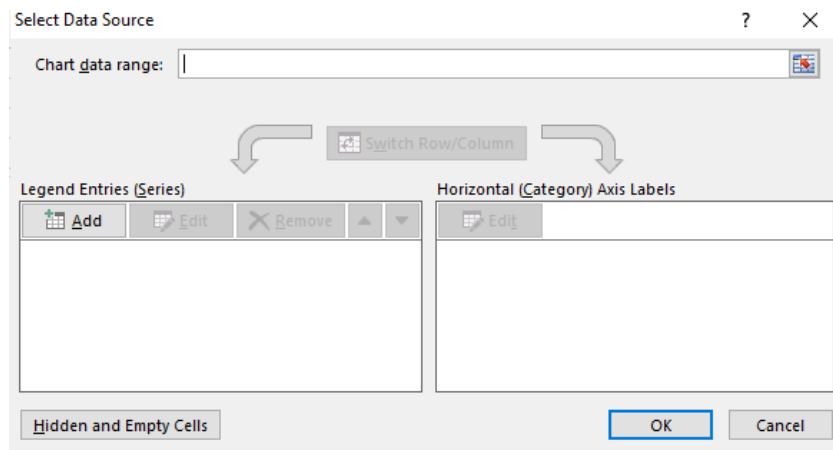 Select Data Source ? ×
Chart data range:
Switch Row/Column
Legend Entries (Series) Horizontal (Category) Axis Labels
Add Edit Remove Edit
Hidden and Empty Cells OK Cancel